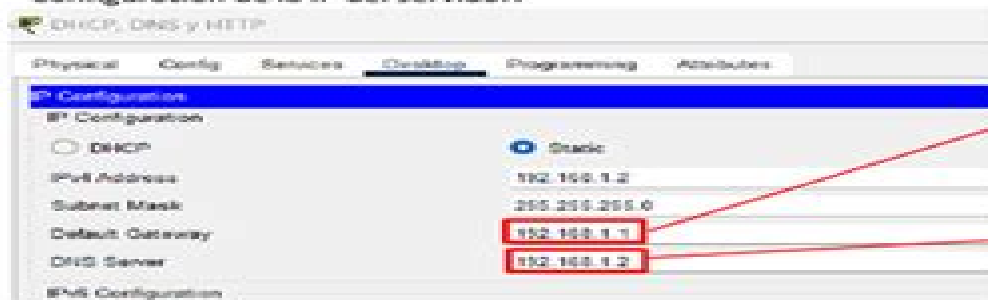 DHCP, DNS y HTTP
Physical Config Services Desktop Programming Attributes
IP Configuration
IP Configuration
DHCP Static
IPv4 Address 192.168.1.2
Subnet Mask 255.255.255.0
Default Gateway 192.168.1.1
DNS Server 192.168.1.2
IPv6 Configuration